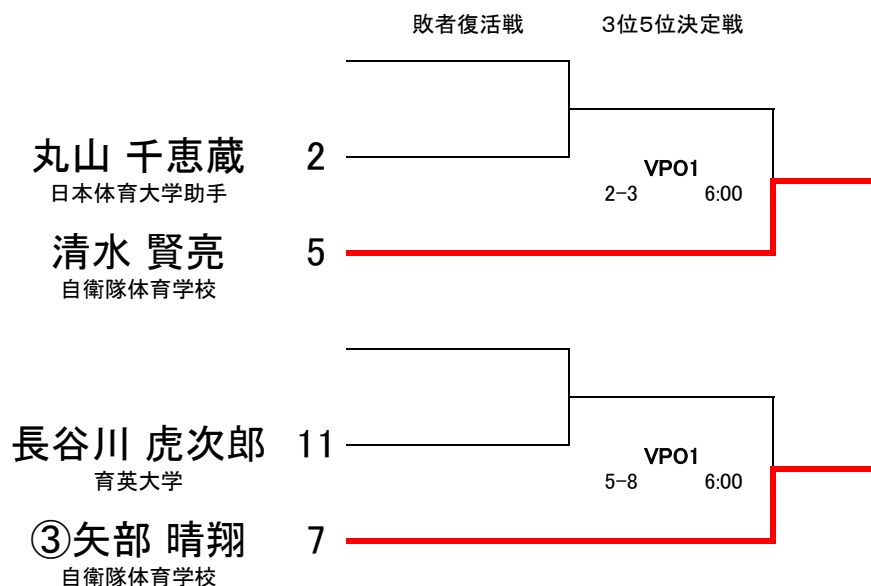 敗者復活戦 3位5位決定戦
丸山 千恵蔵 2
日本体育大学助手
VPO1
2-3 6:00
清水 賢亮 5
自衛隊体育学校
長谷川 虎次郎 11
育英大学
VPO1
5-8 6:00
③矢部 晴翔 7
自衛隊体育学校